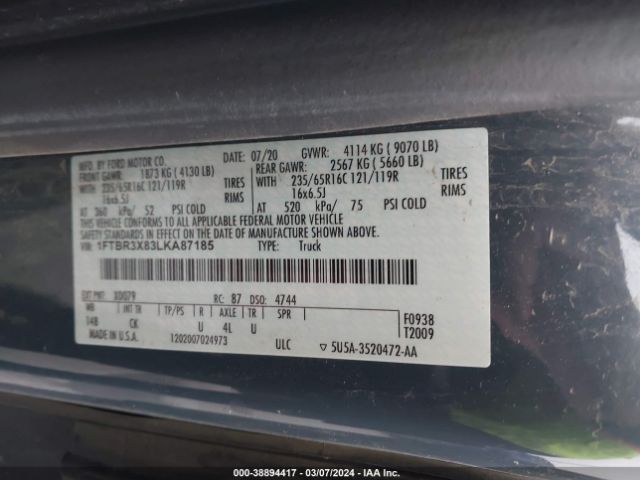 MFD. BY FORD MOTOR CO. DATE: 07/20 GVWR: 4114 KG ( 9070 LB)
FRONT GAWR: 1873 KG ( 4130 LB) REAR GAWR: 2567 KG ( 5660 LB)
WITH 235/65R16C 121/119R TIRES WITH 235/65R16C 121/119R TIRES
16x6.5J RIMS 16x6.5J RIMS
AT 360 kPa/ 52 PSI COLD AT 520 kPa/ 75 PSI COLD
THIS VEHICLE CONFORMS TO ALL APPLICABLE FEDERAL MOTOR VEHICLE
SAFETY STANDARDS IN EFFECT ON THE DATE OF MANUFACTURE SHOWN ABOVE.
VIN: 1FTBR3X83LKA87185 TYPE: Truck
EXT PNT: XDG79 RC: 87 DSO: 4744
WB INT TR TP/PS R AXLE TR SPR F0938
148 CK U 4L U T2009
MADE IN U.S.A. 1202007024973 ULC ▽ 5U5A-3520472-AA
000-38894417 - 03/07/2024 - IAA Inc.